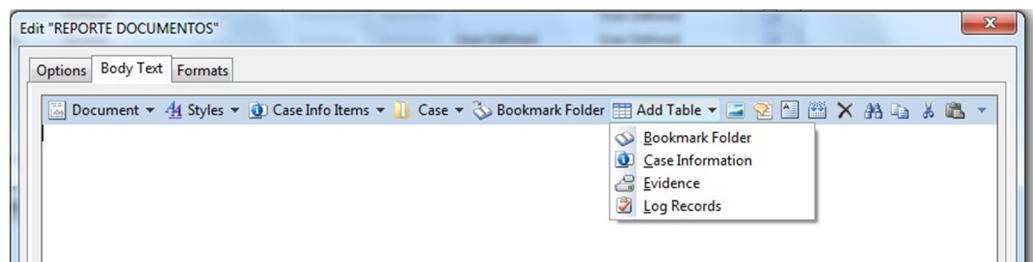 Edit "REPORTE DOCUMENTOS"
Options Body Text Formats
Document Styles Case Info Items Case Bookmark Folder Add Table
Bookmark Folder
Case Information
Evidence
Log Records